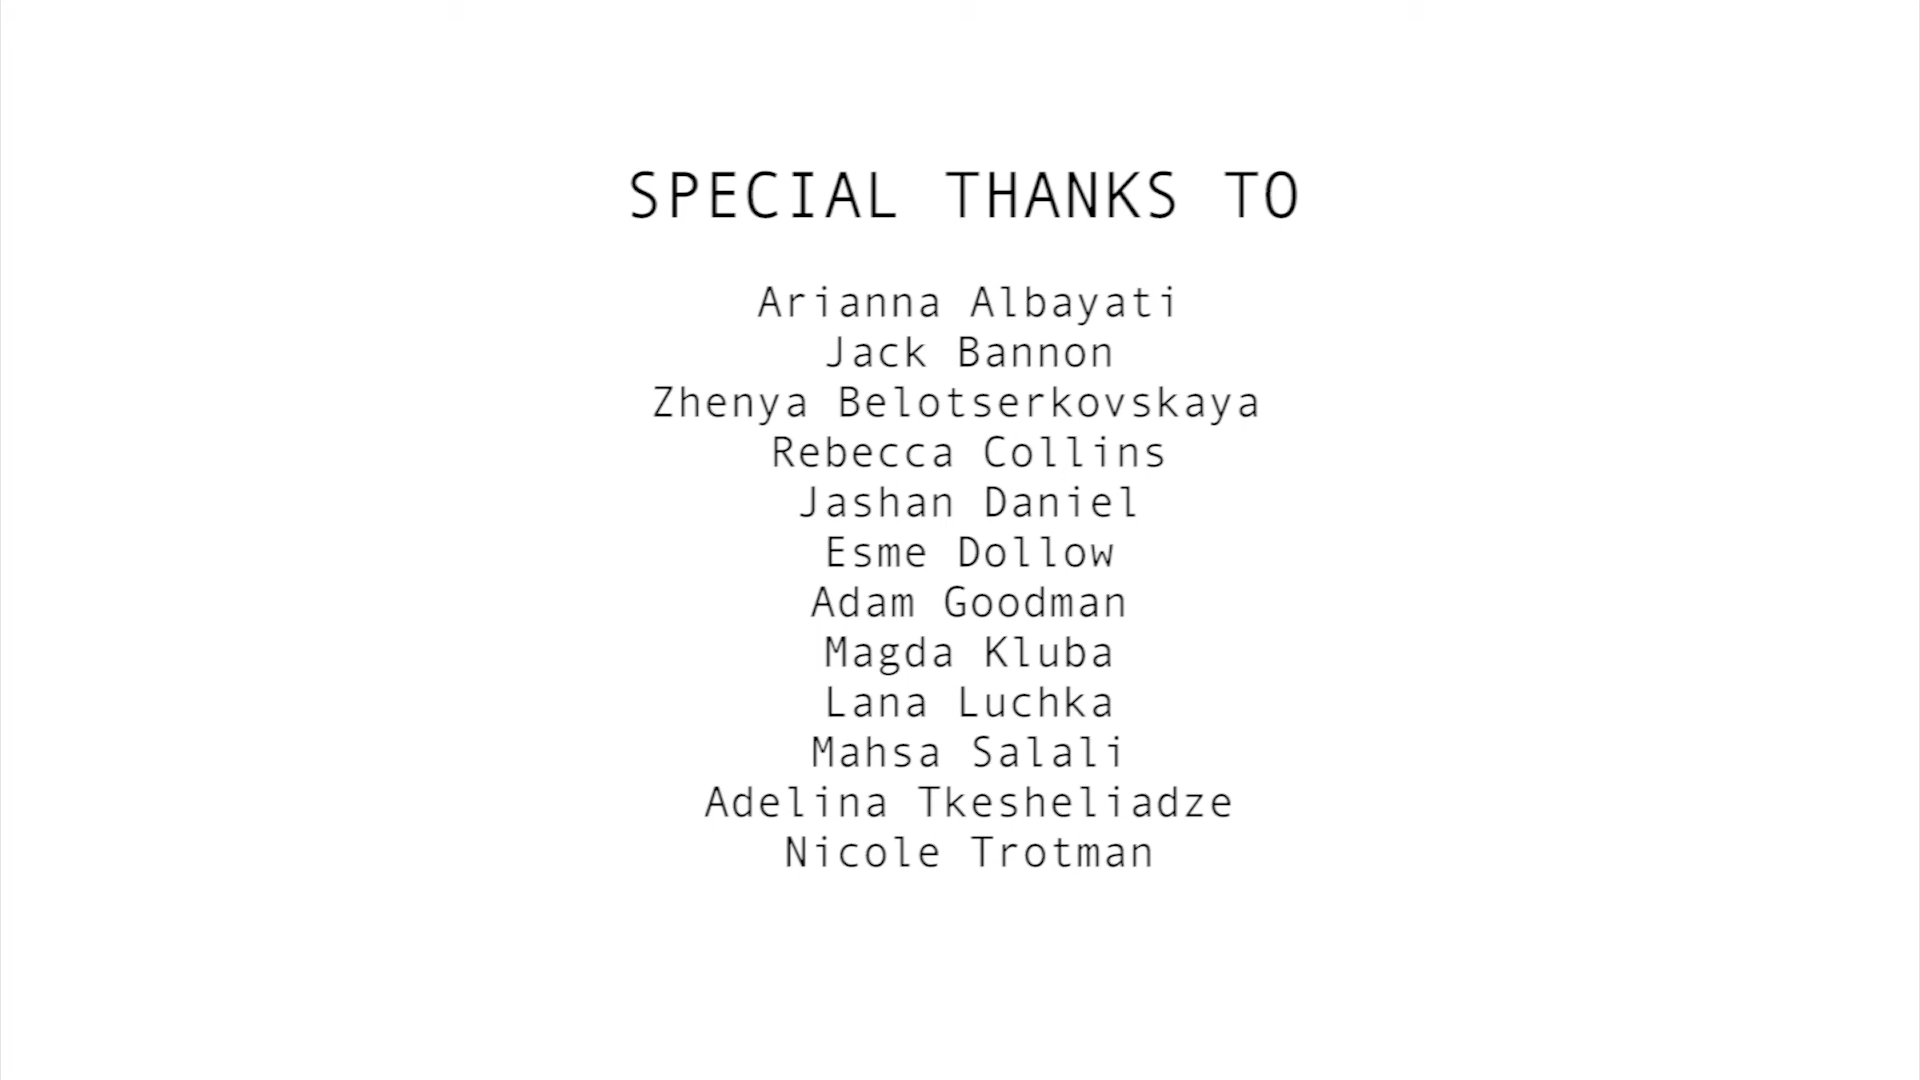 SPECIAL THANKS TO
Arianna Albayati
Jack Bannon
Zhenya Belotserkovskaya
Rebecca Collins
Jashan Daniel
Esme Dollow
Adam Goodman
Magda Kluba
Lana Luchka
Mahsa Salali
Adelina Tkesheliadze
Nicole Trotman